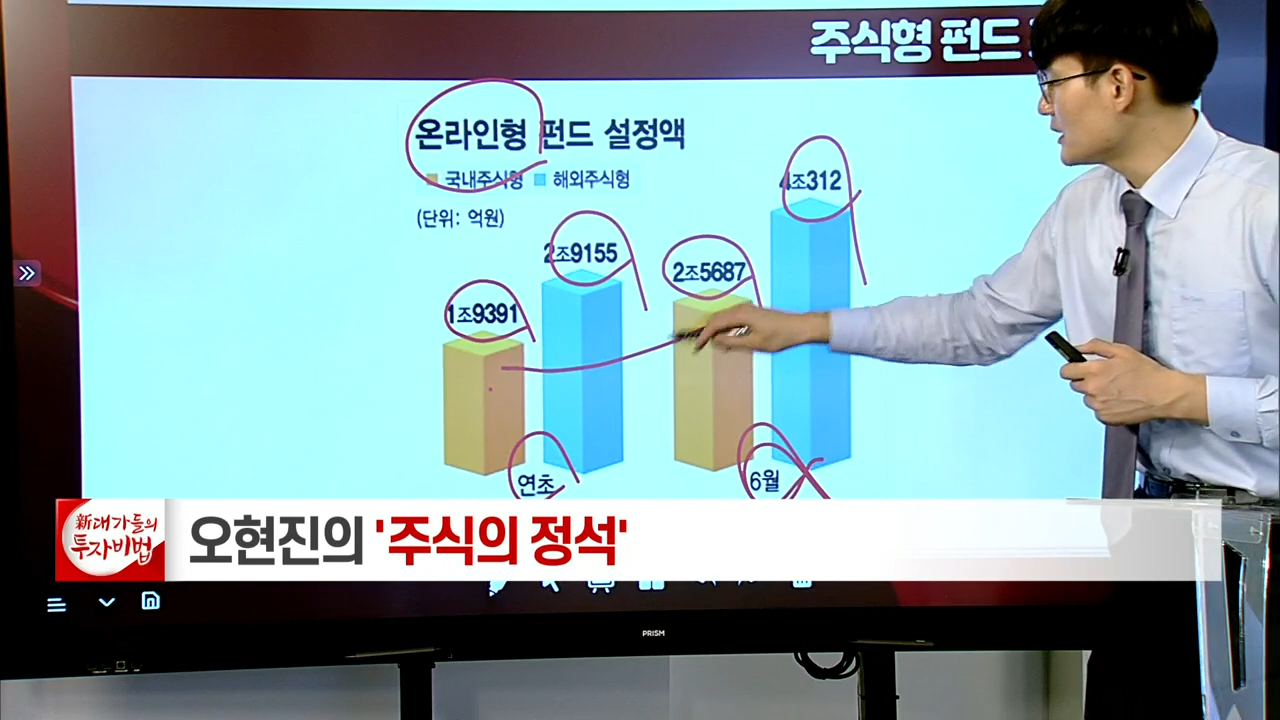 주식형 펀드
온라인형 펀드 설정액
국내주식형 해외주식형
(단위: 억원)
1조9391
2조9155
2조5687
4조312
연초
6월
新대가들의
투자비법
오현진의 '주식의 정석'
PRISM